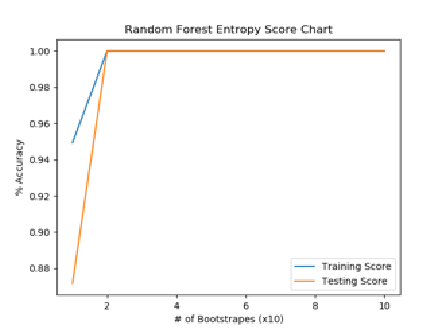 Random Forest Entropy Score Chart
1.00
0.98
0.96
0.94
0.92
0.90
0.88
% Accuracy
Training Score
Testing Score
2 4 6 8 10
# of Bootstrapes (x10)